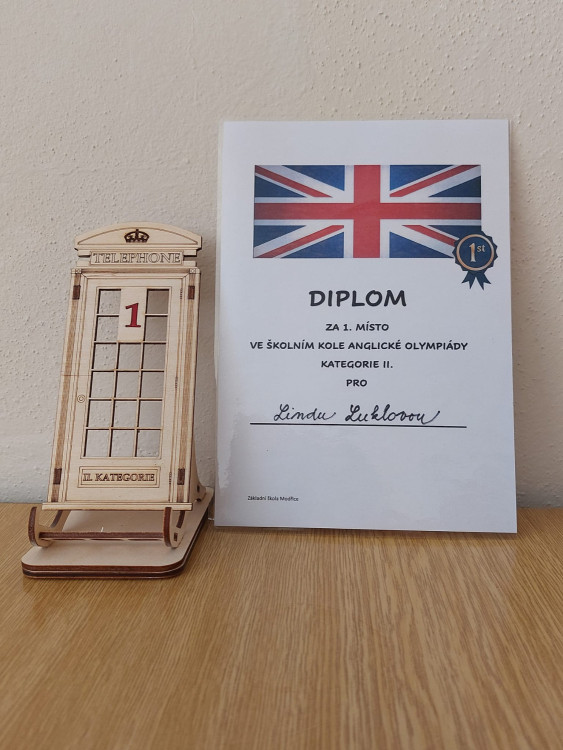 TELEPHONE
1
II. KATEGORIE
1st
DIPLOM
ZA 1. MÍSTO
VE ŠKOLNÍM KOLE ANGLICKÉ OLYMPIÁDY
KATEGORIE II.
PRO
Lindu Luklovou
Základní škola Modřice